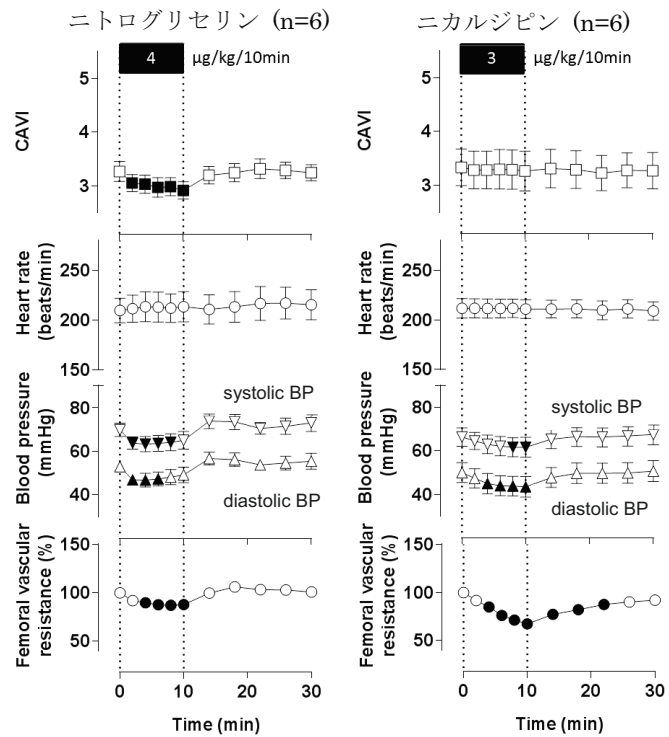 ニトログリセリン (n=6)
4 μg/kg/10min
CAVI
5
4
3
Heart rate
(beats/min)
250
200
150
Blood pressure
(mmHg)
80
60
40
systolic BP
diastolic BP
Femoral vascular
resistance (%)
150
100
50
0 10 20 30
Time (min)
ニカルジピン (n=6)
3 μg/kg/10min
CAVI
5
4
3
Heart rate
(beats/min)
250
200
150
Blood pressure
(mmHg)
80
60
40
systolic BP
diastolic BP
Femoral vascular
resistance (%)
150
100
50
0 10 20 30
Time (min)